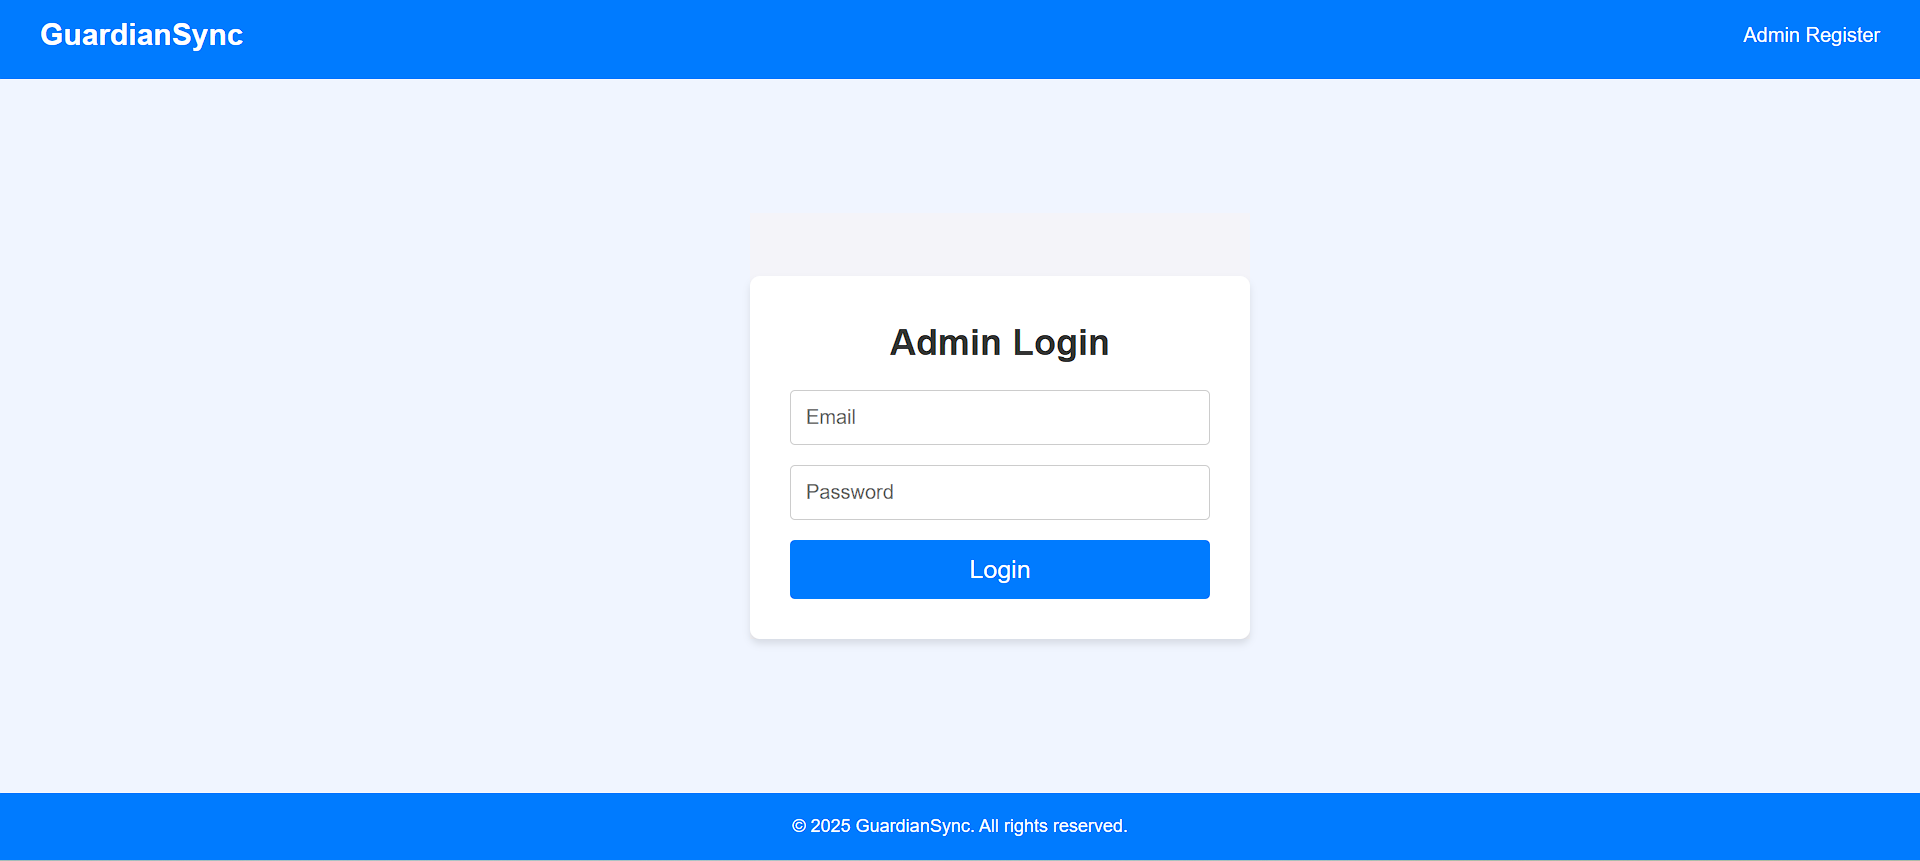 GuardianSync
Admin Register
Admin Login
Email
Password
Login
© 2025 GuardianSync. All rights reserved.